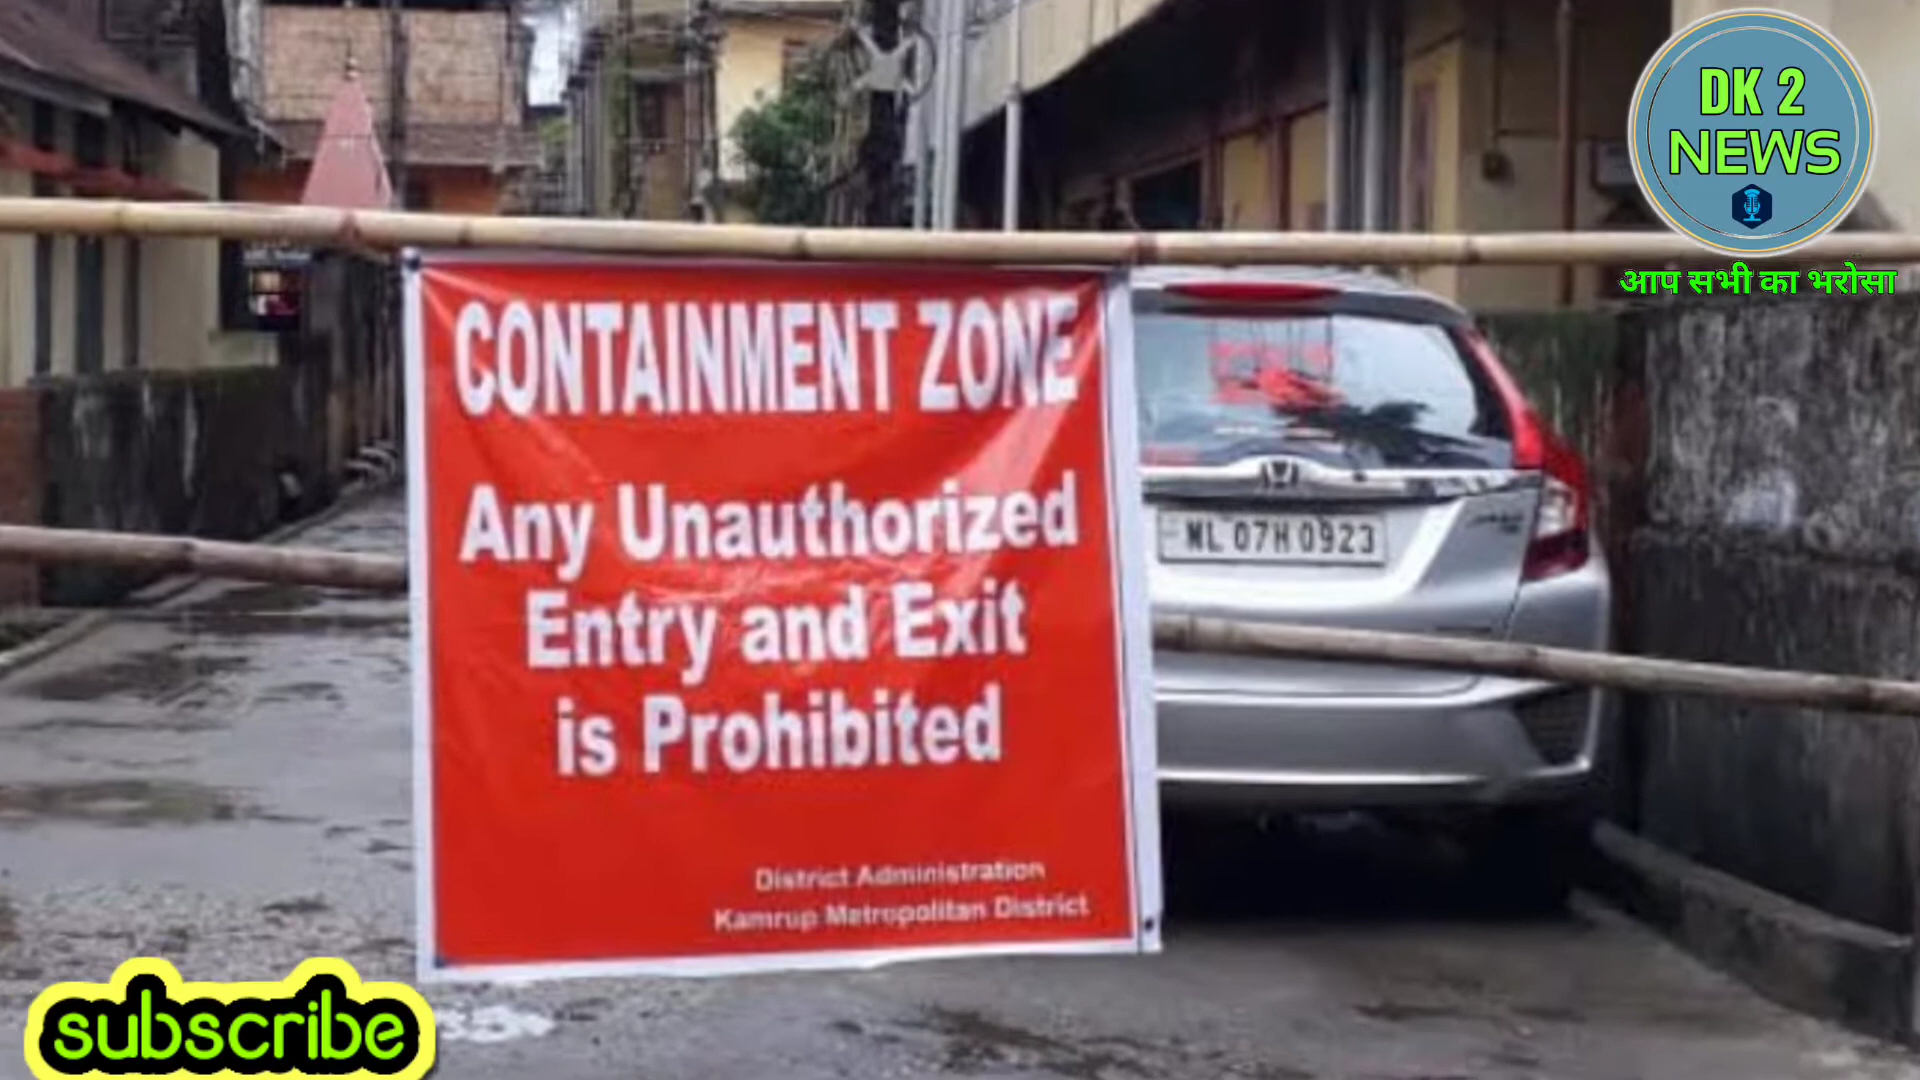 DK 2
NEWS
आप सभी का भरोसा
CONTAINMENT ZONE
Any Unauthorized
Entry and Exit
is Prohibited
District Administration
Kamrup Metropolitan District
ML 07H 0923
subscribe